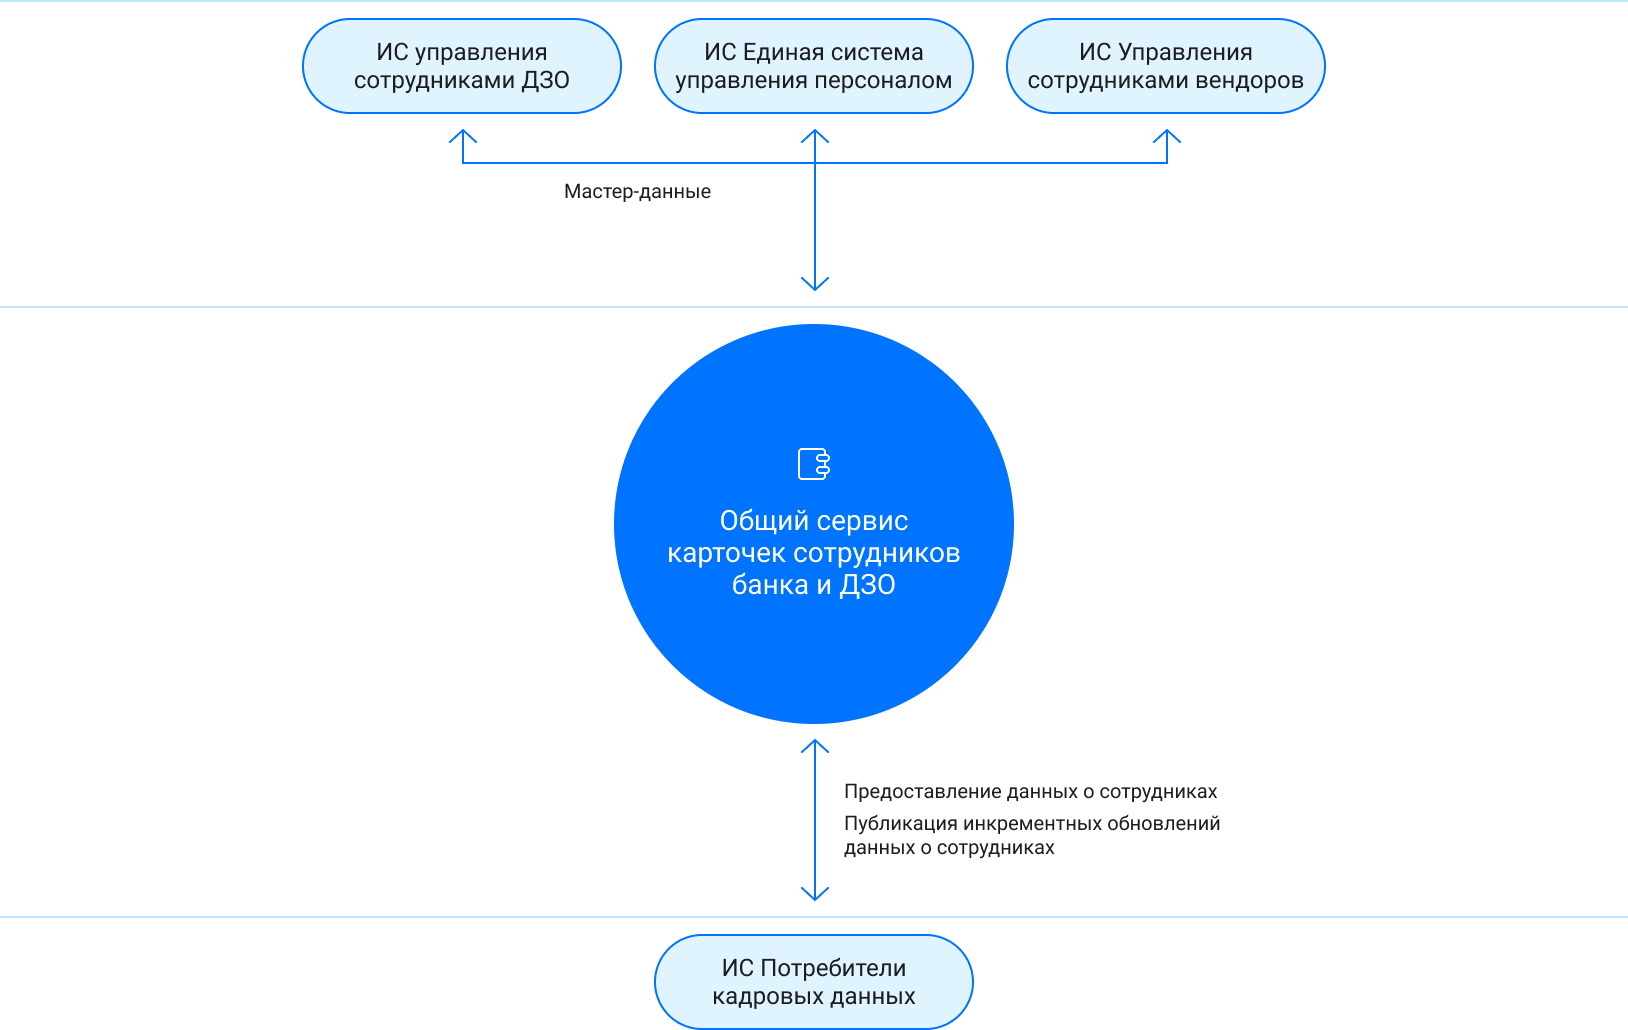 ИС управления
сотрудниками ДЗО
ИС Единая система
управления персоналом
ИС Управления
сотрудниками вендоров
Мастер-данные
Общий сервис
карточек сотрудников
банка и ДЗО
Предоставление данных о сотрудниках
Публикация инкрементных обновлений
данных о сотрудниках
ИС Потребители
кадровых данных